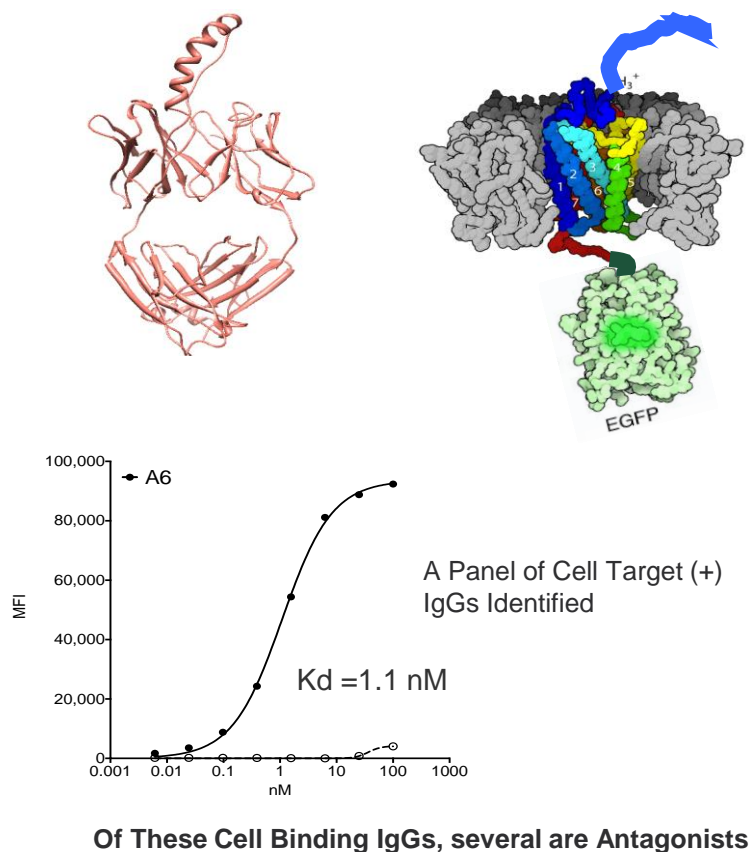 H₃⁺
1
2
3
4
5
6
7
EGFP
100,000
80,000
60,000
40,000
20,000
0
A6
MFI
0.001
0.01
0.1
1
10
100
1000
nM
Kd =1.1 nM
A Panel of Cell Target (+)
IgGs Identified
Of These Cell Binding IgGs, several are Antagonists